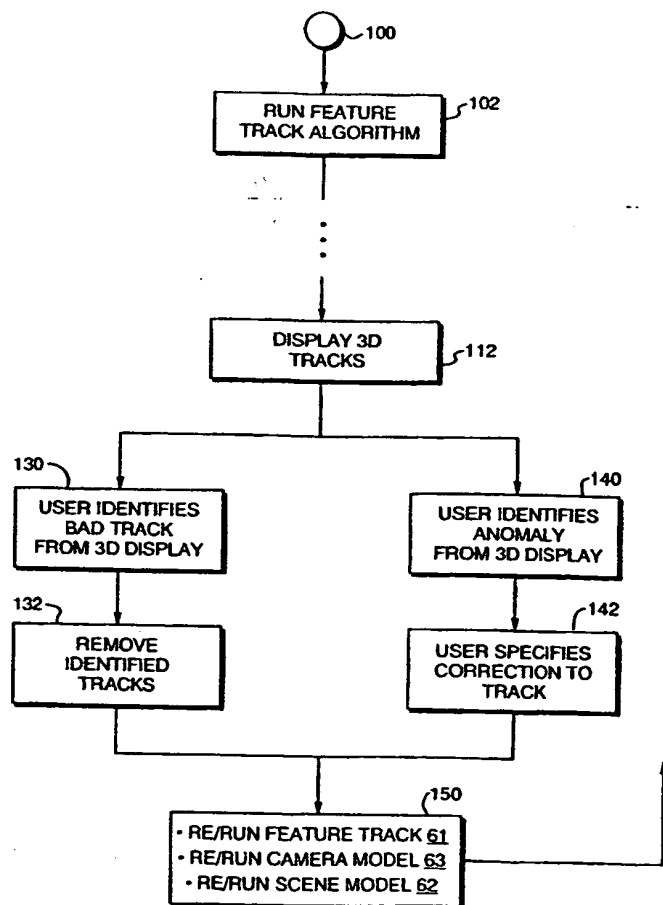 100
RUN FEATURE
TRACK ALGORITHM
102
DISPLAY 3D
TRACKS
112
130
USER IDENTIFIES
BAD TRACK
FROM 3D DISPLAY
140
USER IDENTIFIES
ANOMALY
FROM 3D DISPLAY
132
REMOVE
IDENTIFIED
TRACKS
142
USER SPECIFIES
CORRECTION TO
TRACK
150
• RE/RUN FEATURE TRACK 61
• RE/RUN CAMERA MODEL 63
• RE/RUN SCENE MODEL 62